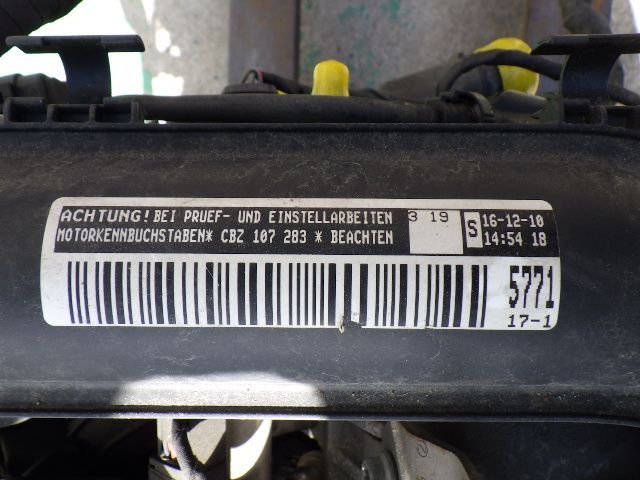 ACHTUNG! BEI PRUEF- UND EINSTELLARBEITEN
MOTORKENNBUCHSTABEN* CBZ 107 283 * BEACHTEN
3 19
S
16-12-10
14:54 18
5771
17-1